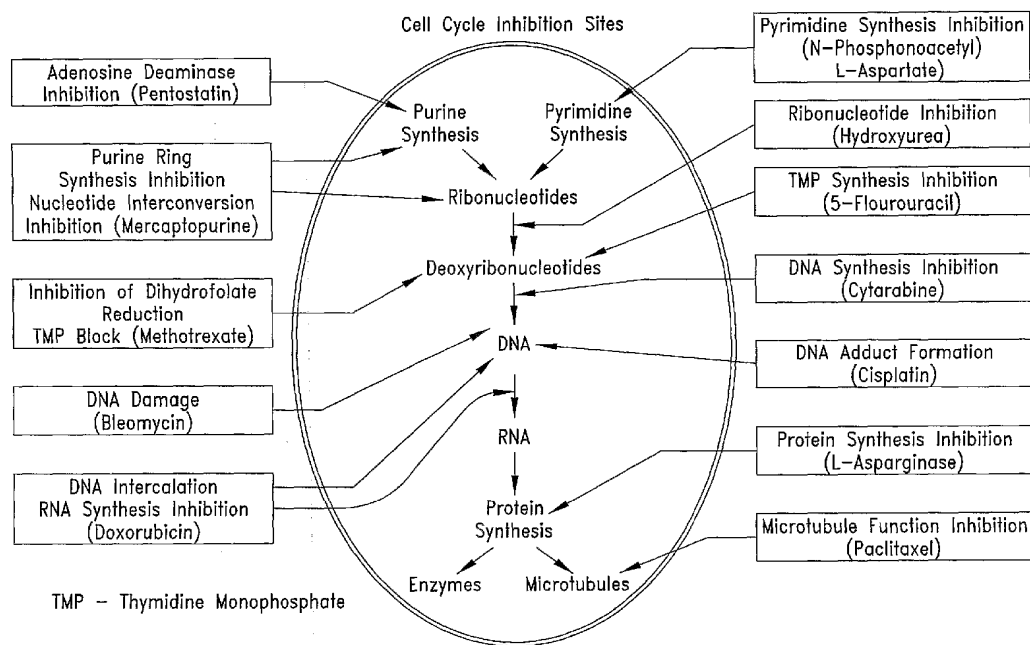 Cell Cycle Inhibition Sites
Adenosine Deaminase
Inhibition (Pentostatin)
Purine Ring
Synthesis Inhibition
Nucleotide Interconversion
Inhibition (Mercaptopurine)
Inhibition of Dihydrofolate
Reduction
TMP Block (Methotrexate)
DNA Damage
(Bleomycin)
DNA Intercalation
RNA Synthesis Inhibition
(Doxorubicin)
TMP – Thymidine Monophosphate
Purine
Synthesis
Pyrimidine
Synthesis
Ribonucleotides
Deoxyribonucleotides
DNA
RNA
Protein
Synthesis
Enzymes
Microtubules
Pyrimidine Synthesis Inhibition
(N-Phosphonoacetyl)
L-Aspartate)
Ribonucleotide Inhibition
(Hydroxyurea)
TMP Synthesis Inhibition
(5-Flourouracil)
DNA Synthesis Inhibition
(Cytarabine)
DNA Adduct Formation
(Cisplatin)
Protein Synthesis Inhibition
(L-Asparginase)
Microtubule Function Inhibition
(Paclitaxel)